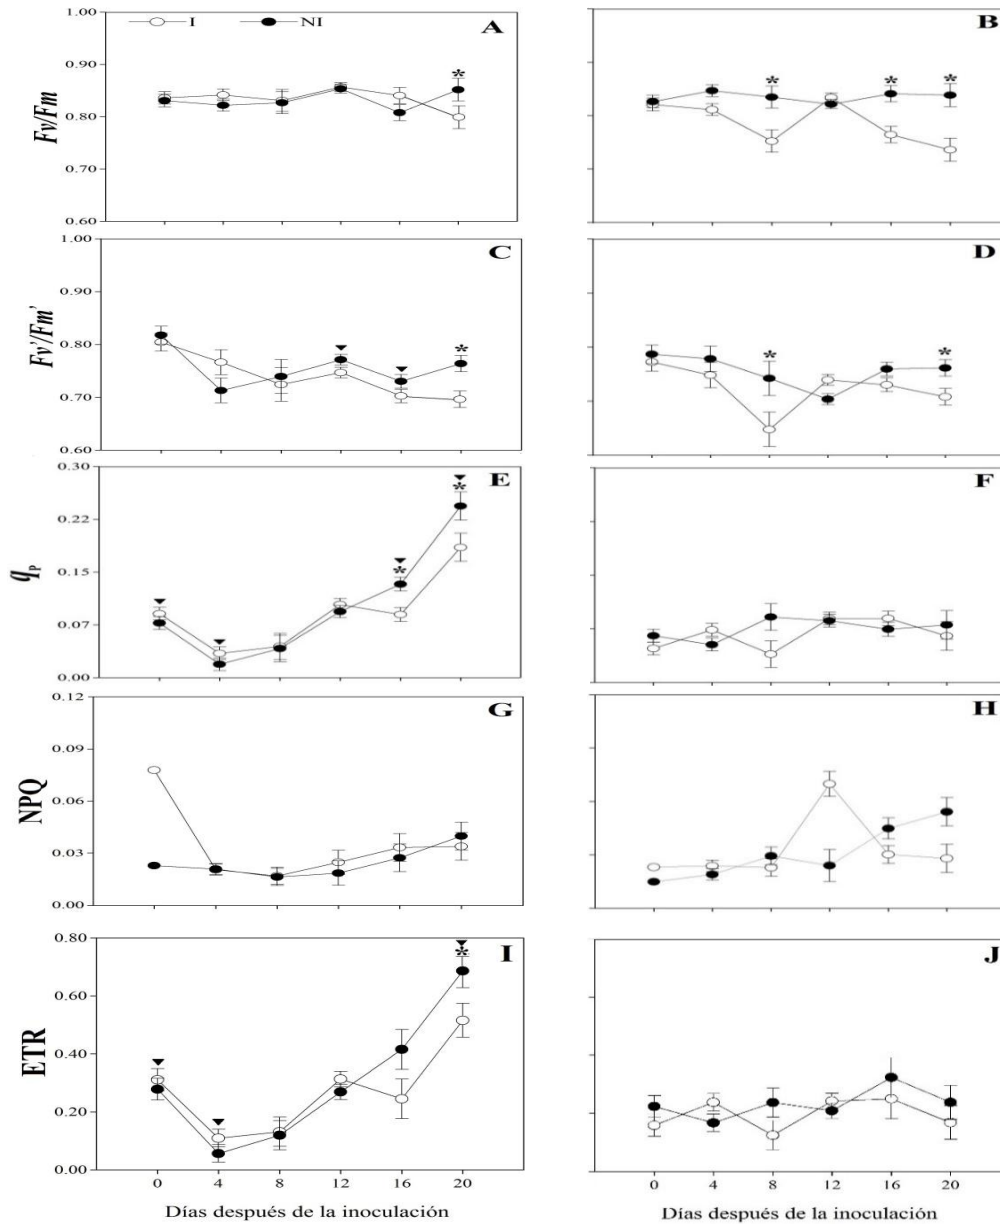 1.00
I NI
A
B
0.90
*
* * *
Fv/Fm
0.80
0.70
0.60
1.00
C
D
0.90
Fv'/Fm'
0.80
*
* *
0.70
0.60
0.30
E
F
*
0.22
qP
0.15
*
0.07
0.00
0.12
G
H
0.09
NPQ
0.06
0.03
0.00
0.80
I
J
*
0.60
ETR
0.40
0.20
0.00
0 4 8 12 16 20
0 4 8 12 16 20
Días después de la inoculación
Días después de la inoculación